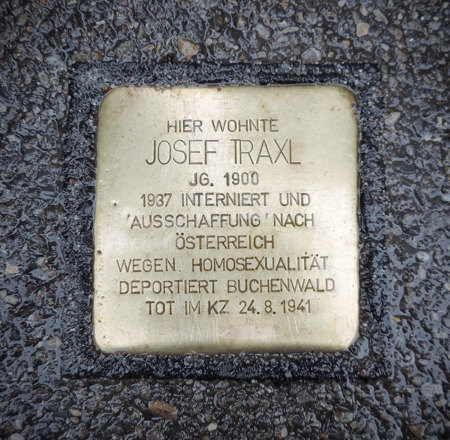 HIER WOHNTE
JOSEF TRAXL
JG. 1900
1937 INTERNIERT UND
'AUSSCHAFFUNG' NACH
ÖSTERREICH
WEGEN HOMOSEXUALITÄT
DEPORTIERT BUCHENWALD
TOT IM KZ 24.8.1941